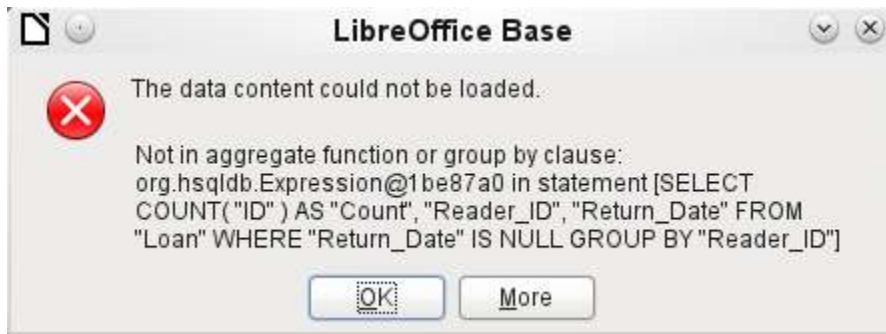 LibreOffice Base
The data content could not be loaded.
Not in aggregate function or group by clause:
org.hsqldb.Expression@1be87a0 in statement [SELECT
COUNT( "ID" ) AS "Count", "Reader_ID", "Return_Date" FROM
"Loan" WHERE "Return_Date" IS NULL GROUP BY "Reader_ID"]
OK More